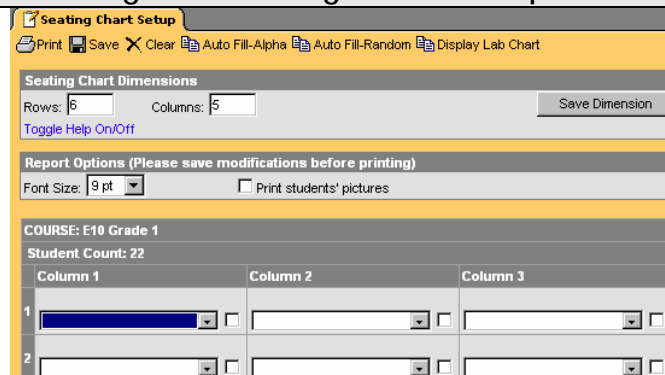 Seating Chart Setup
Print Save Clear Auto Fill-Alpha Auto Fill-Random Display Lab Chart
Seating Chart Dimensions
Rows: 6 Columns: 5 Save Dimension
Toggle Help On/Off
Report Options (Please save modifications before printing)
Font Size: 9 pt Print students' pictures
COURSE: E10 Grade 1
Student Count: 22
Column 1 Column 2 Column 3
1
2